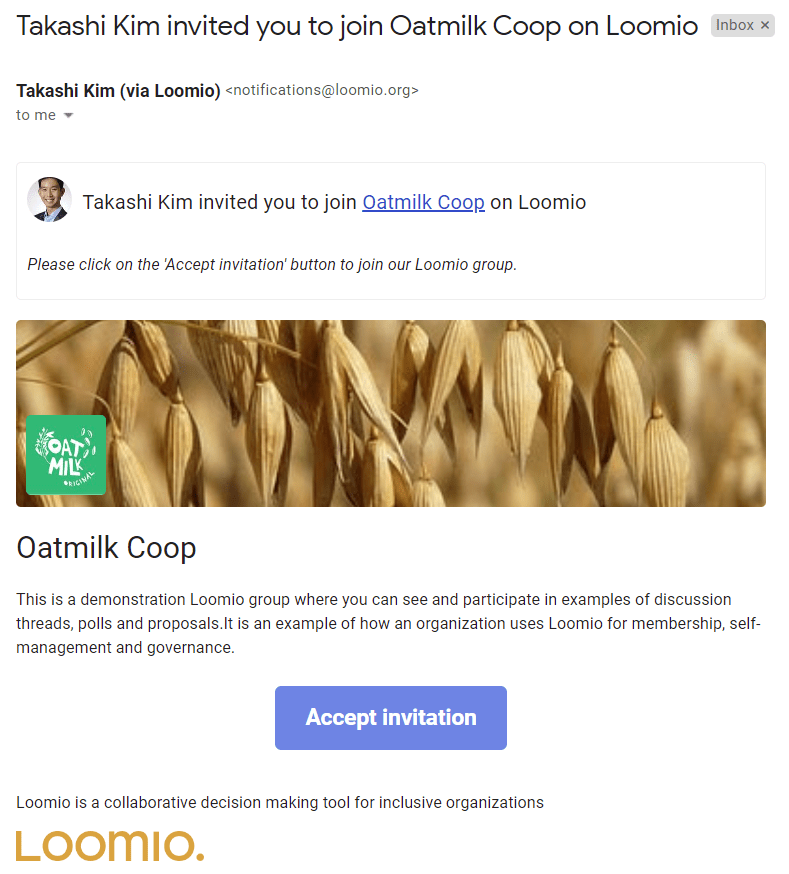 Takashi Kim invited you to join Oatmilk Coop on Loomio
Inbox ×
Takashi Kim (via Loomio) <notifications@loomio.org>
to me
Takashi Kim invited you to join Oatmilk Coop on Loomio
Please click on the 'Accept invitation' button to join our Loomio group.
OAT
MILK
ORIGINAL
Oatmilk Coop
This is a demonstration Loomio group where you can see and participate in examples of discussion
threads, polls and proposals.It is an example of how an organization uses Loomio for membership, self-
management and governance.
Accept invitation
Loomio is a collaborative decision making tool for inclusive organizations
LOOMIO.